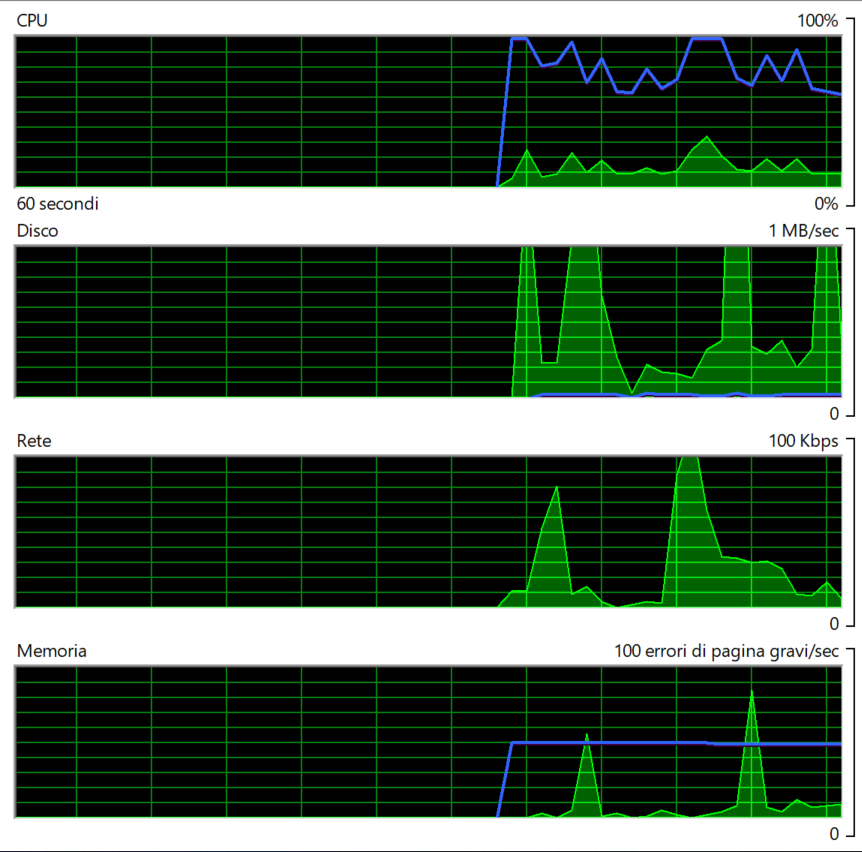 CPU 100%
60 secondi 0%
Disco 1 MB/sec
0
Rete 100 Kbps
0
Memoria 100 errori di pagina gravi/sec
0